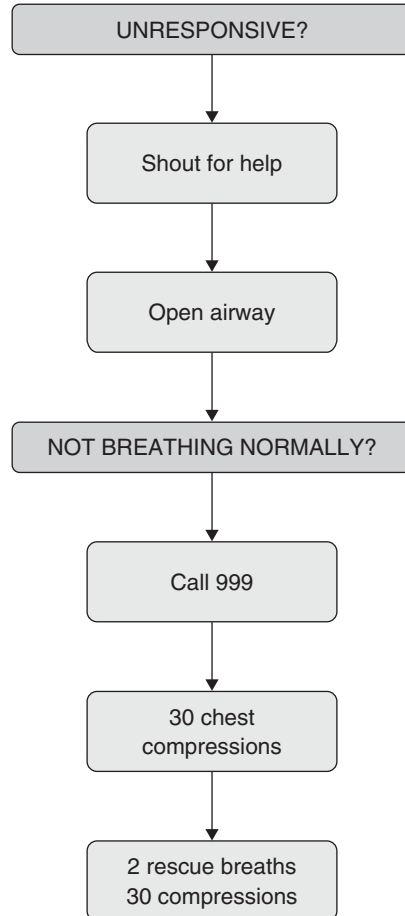 UNRESPONSIVE?
Shout for help
Open airway
NOT BREATHING NORMALLY?
Call 999
30 chest
compressions
2 rescue breaths
30 compressions